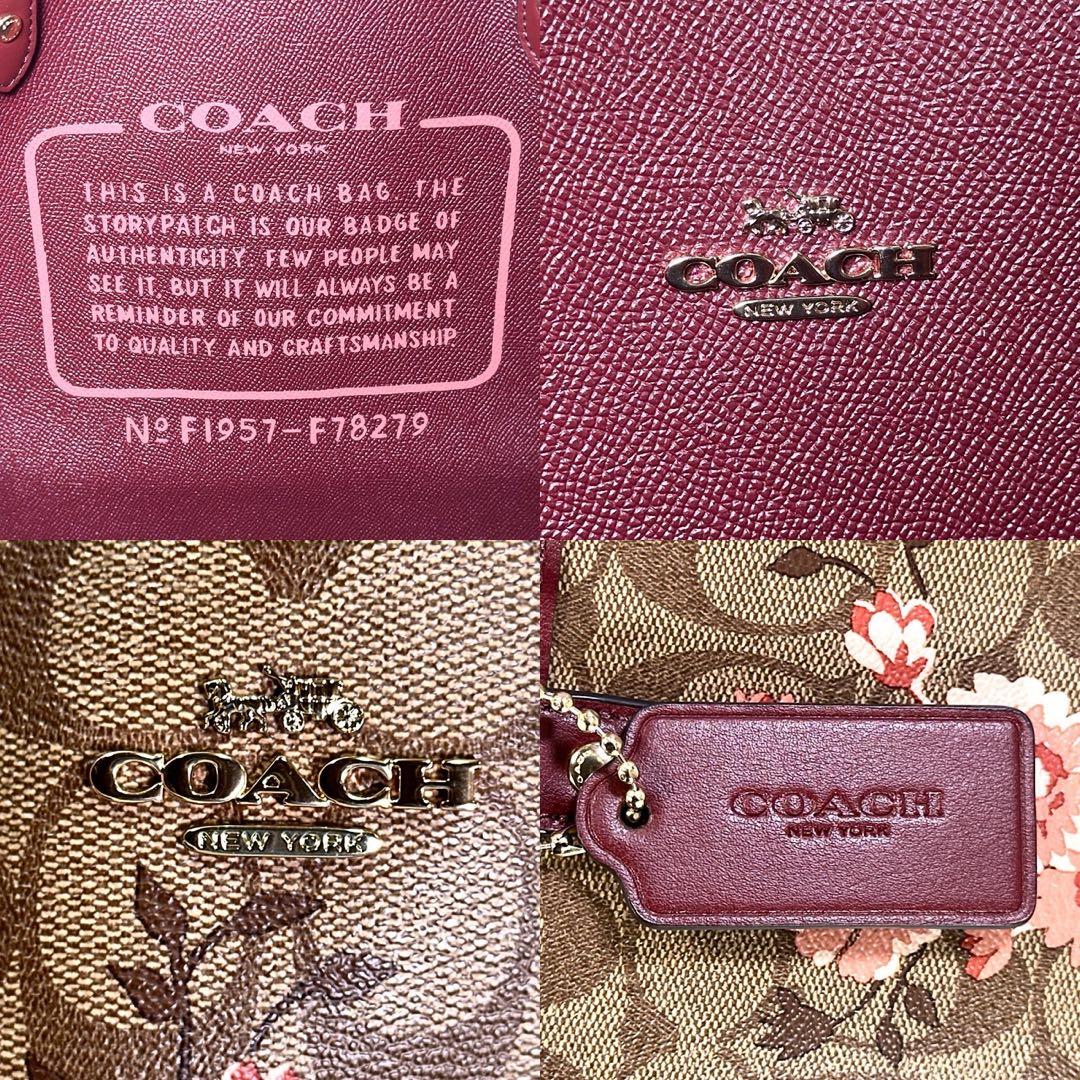 COACH
NEW YORK
THIS IS A COACH BAG. THE
STORYPATCH IS OUR BADGE OF
AUTHENTICITY. FEW PEOPLE MAY
SEE IT. BUT IT WILL ALWAYS BE A
REMINDER OF OUR COMMITMENT
TO QUALITY AND CRAFTSMANSHIP
Nº F1957-F78279
COACH
NEW YORK
COACH
NEW YORK
COACH
NEW YORK